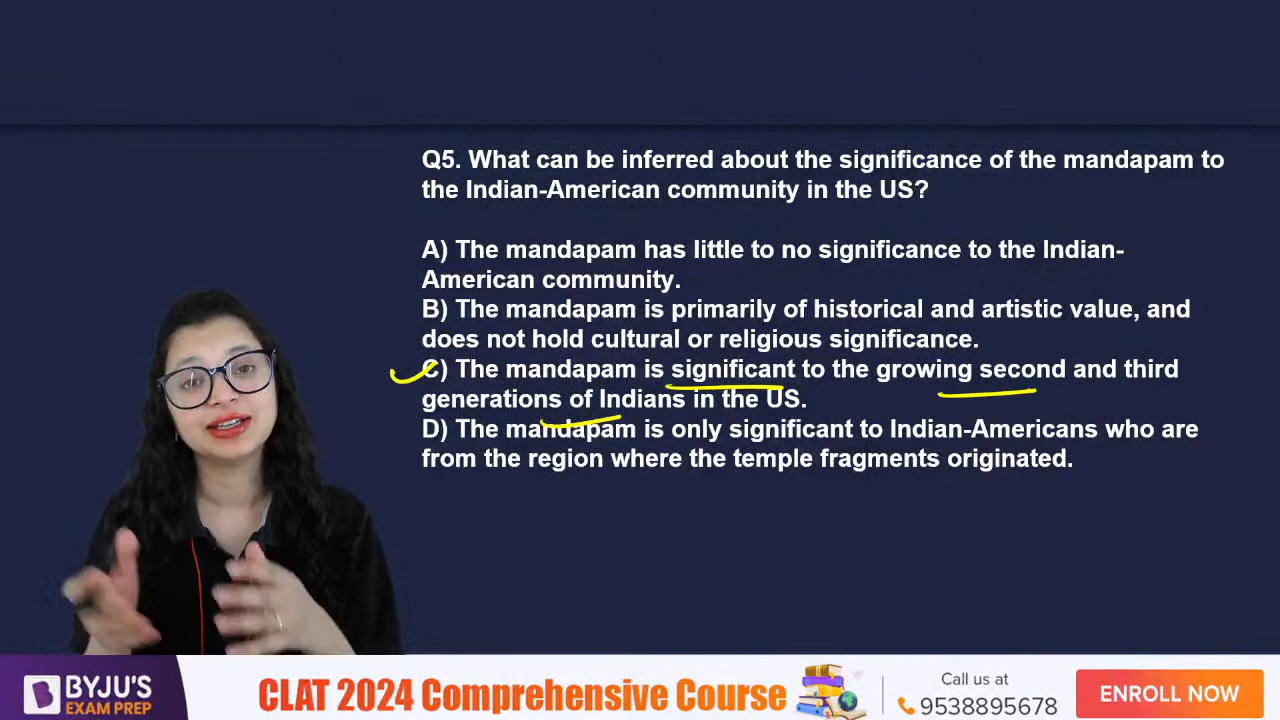 Q5. What can be inferred about the significance of the mandapam to
the Indian-American community in the US?
A) The mandapam has little to no significance to the Indian-
American community.
B) The mandapam is primarily of historical and artistic value, and
does not hold cultural or religious significance.
C) The mandapam is significant to the growing second and third
generations of Indians in the US.
D) The mandapam is only significant to Indian-Americans who are
from the region where the temple fragments originated.
BYJU'S
EXAM PREP
CLAT 2024 Comprehensive Course
Call us at
9538895678
ENROLL NOW